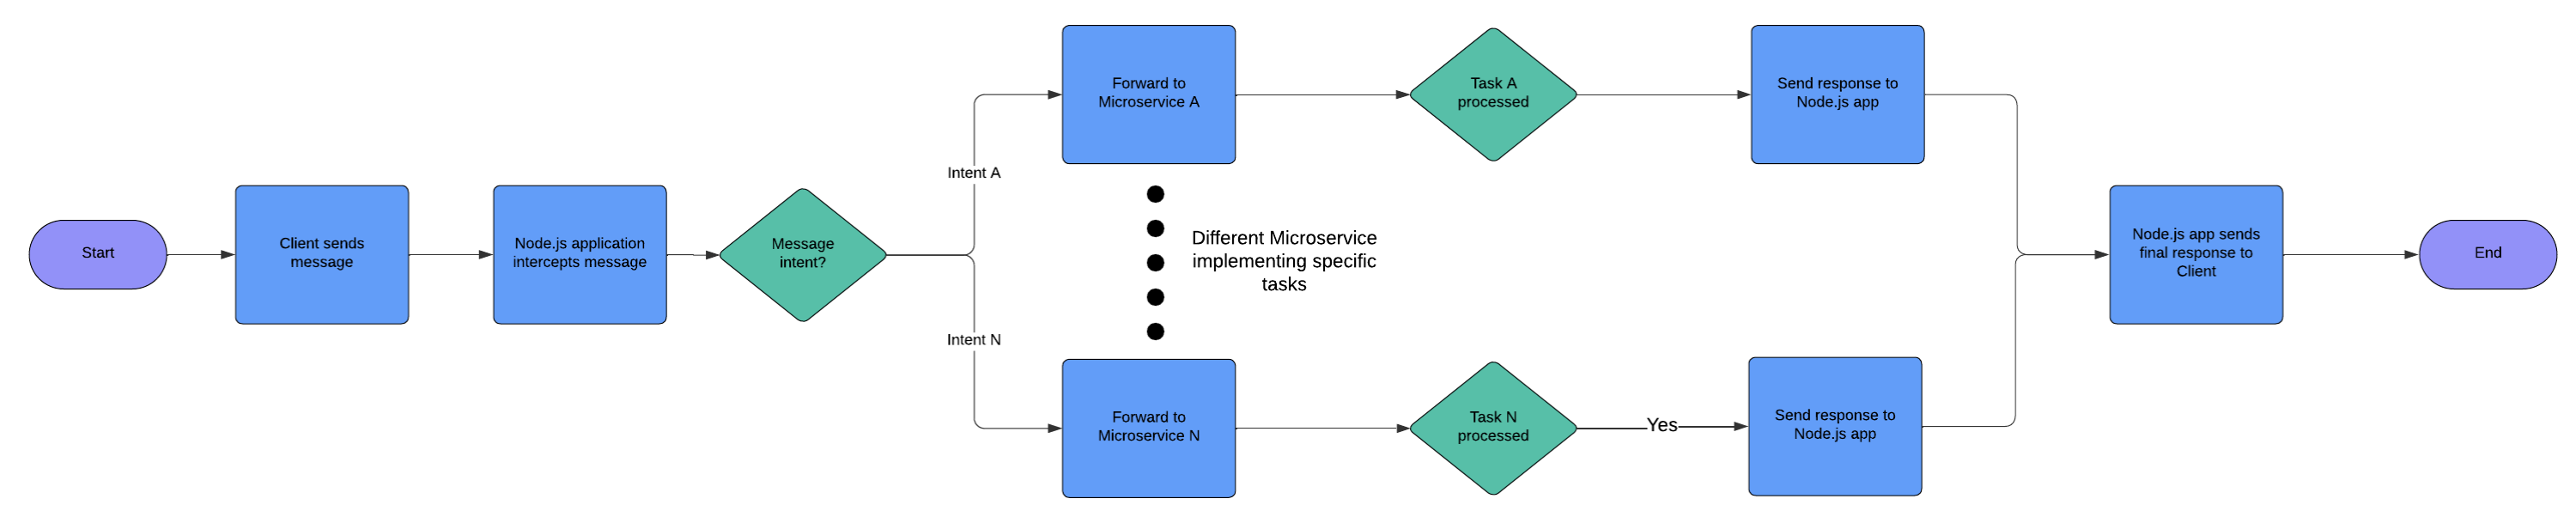 Start
Client sends
message
Node.js application
intercepts message
Message
intent?
Intent A
Forward to
Microservice A
Task A
processed
Send response to
Node.js app
Different Microservice
implementing specific
tasks
Intent N
Forward to
Microservice N
Task N
processed
Yes
Send response to
Node.js app
Node.js app sends
final response to
Client
End